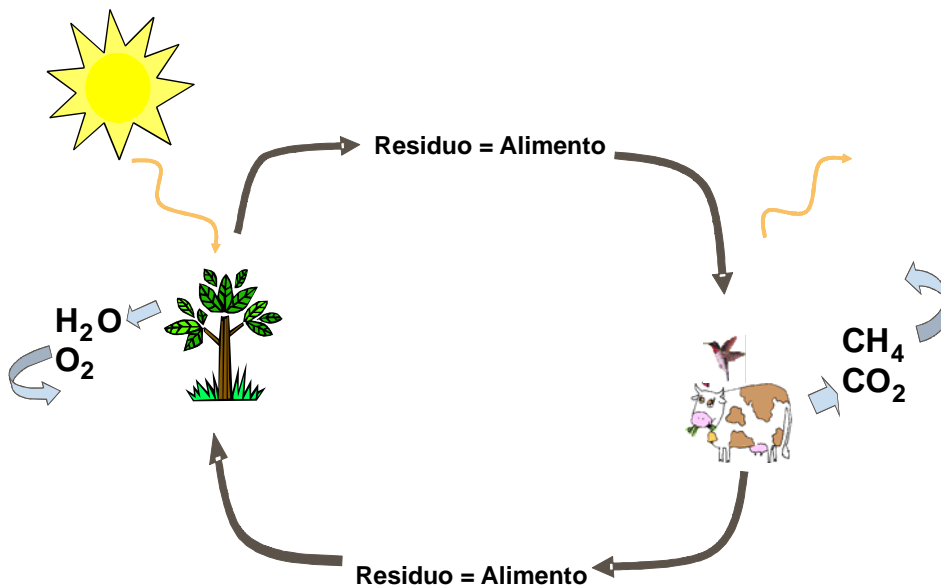 Residuo = Alimento
H₂O
O₂
CH₄
CO₂
Residuo = Alimento